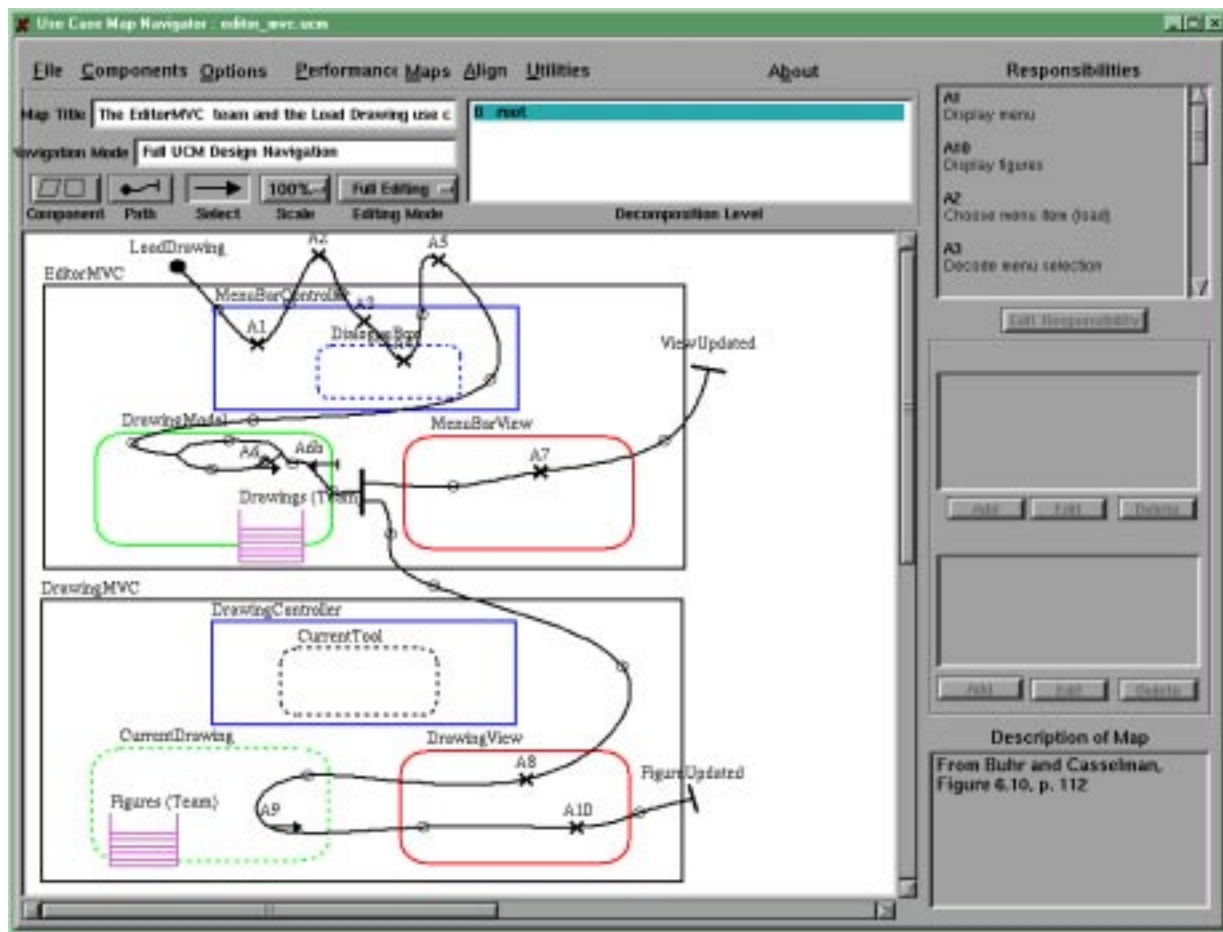 Use Case Map Navigator : editor_mvc.ucm
File Components Options Performance Maps Align Utilities About
Map Title The EditorMVC team and the Load Drawing use c
0 root
Navigation Mode Full UCM Design Navigation
100% Full Editing
Component Path Select Scale Editing Mode Decomposition Level
Responsibilities
A1
Display menu
A10
Display figures
A2
Choose menu item (load)
A3
Decode menu selection
Edit Responsibility
Add Edit Delete
Add Edit Delete
Description of Map
From Buhr and Casselman,
Figure 6.10, p. 112
LoadDrawing A2 A5
EditorMVC
MenuBarController
A1 A3
DialogueBox
ViewUpdated
DrawingModel MenuBarView
A6 A6b A7
Drawings (Team)
DrawingMVC
DrawingController
CurrentTool
CurrentDrawing DrawingView
A8
FigureUpdated
Figures (Team) A9 A10